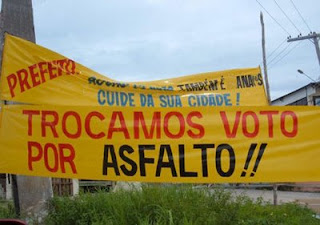 PREFEITO.
TAMBÉM É
CUIDE DA SUA CIDADE!
TROCAMOS VOTO
POR ASFALTO!!